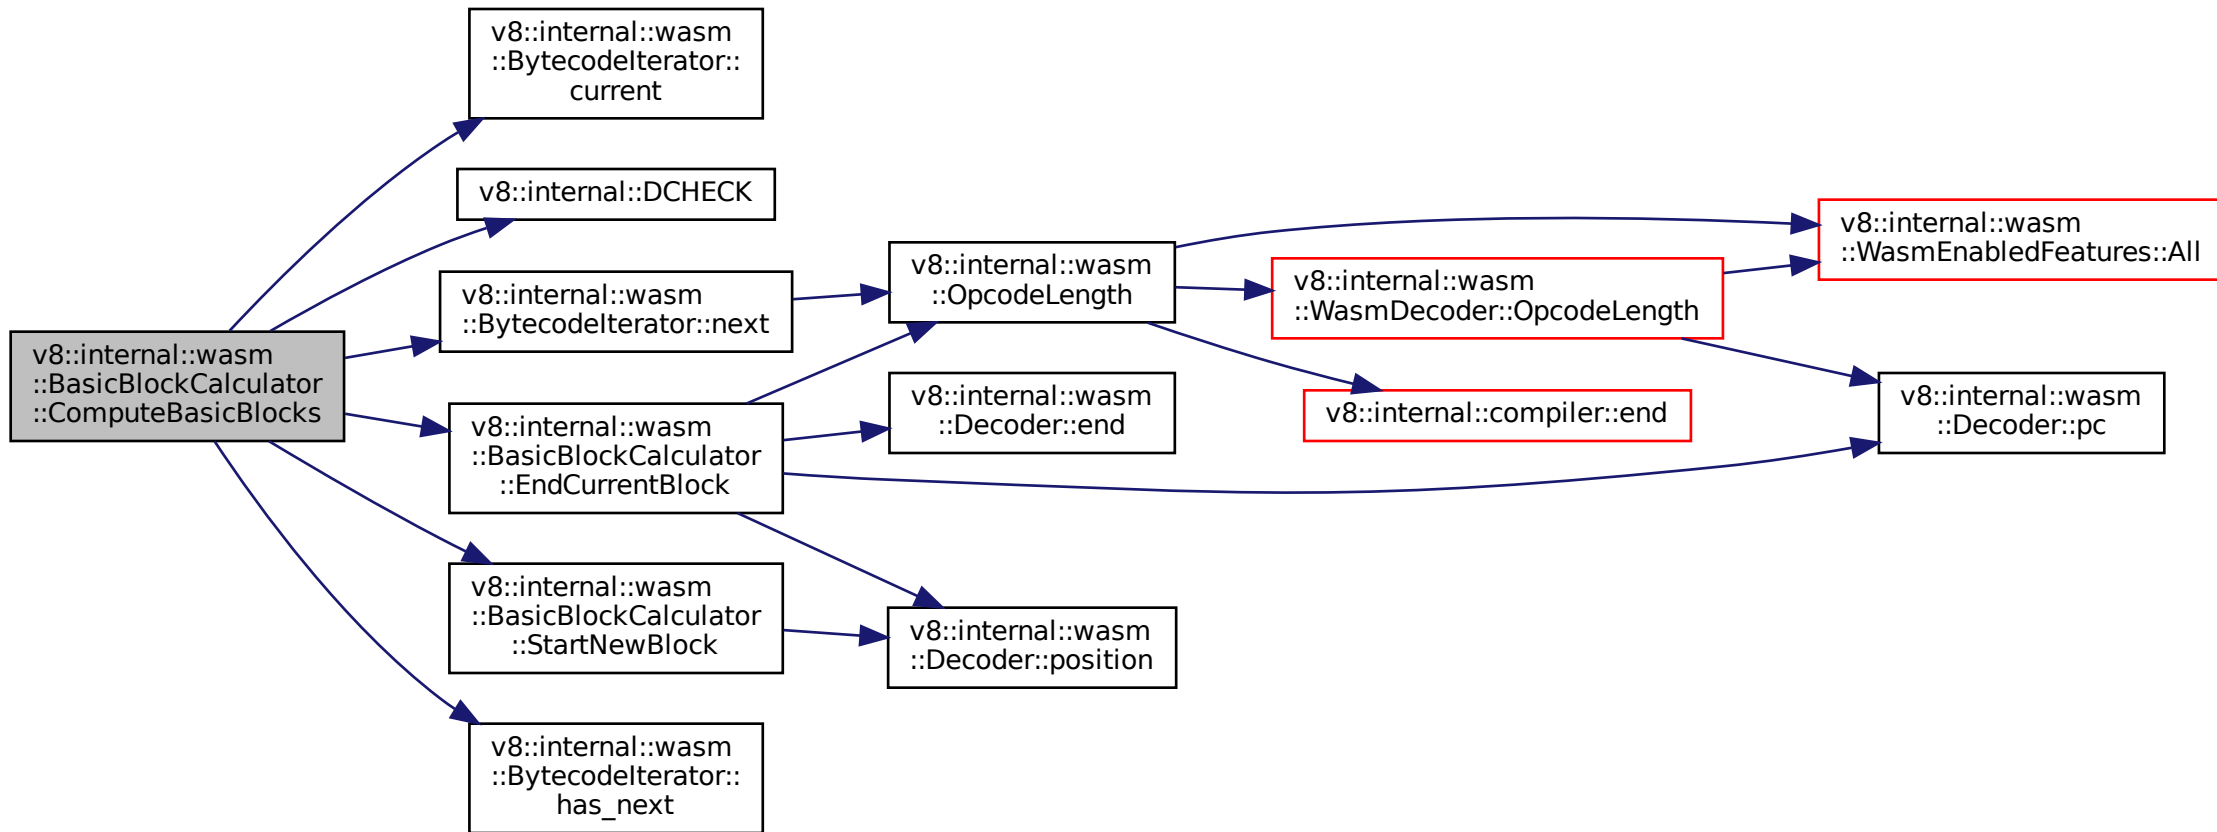 v8::internal::wasm
::BytecodeIterator::
current
v8::internal::DCHECK
v8::internal::wasm
::BytecodeIterator::next
v8::internal::wasm
::BasicBlockCalculator
::ComputeBasicBlocks
v8::internal::wasm
::BasicBlockCalculator
::EndCurrentBlock
v8::internal::wasm
::BasicBlockCalculator
::StartNewBlock
v8::internal::wasm
::BytecodeIterator::
has_next
v8::internal::wasm
::OpcodeLength
v8::internal::wasm
::Decoder::end
v8::internal::wasm
::Decoder::position
v8::internal::wasm
::WasmDecoder::OpcodeLength
v8::internal::compiler::end
v8::internal::wasm
::WasmEnabledFeatures::All
v8::internal::wasm
::Decoder::pc